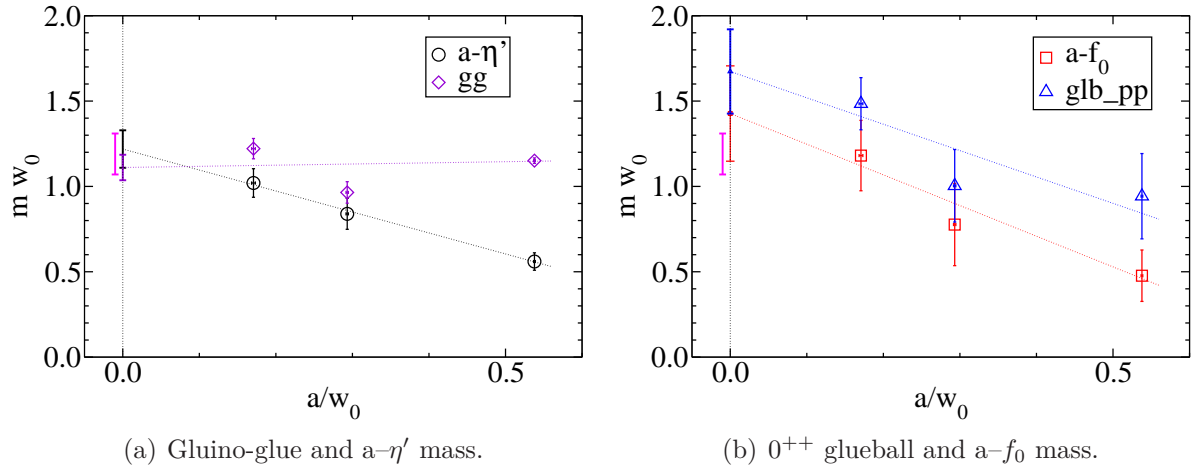 2.0
1.5
1.0
0.5
0.0
m w₀
0.0
0.5
a/w₀
a-η’
gg
(a) Gluino-glue and a–η′ mass.
2.0
1.5
1.0
0.5
0.0
m w₀
0.0
0.5
a/w₀
a-f₀
glb_pp
(b) 0⁺⁺ glueball and a–f₀ mass.